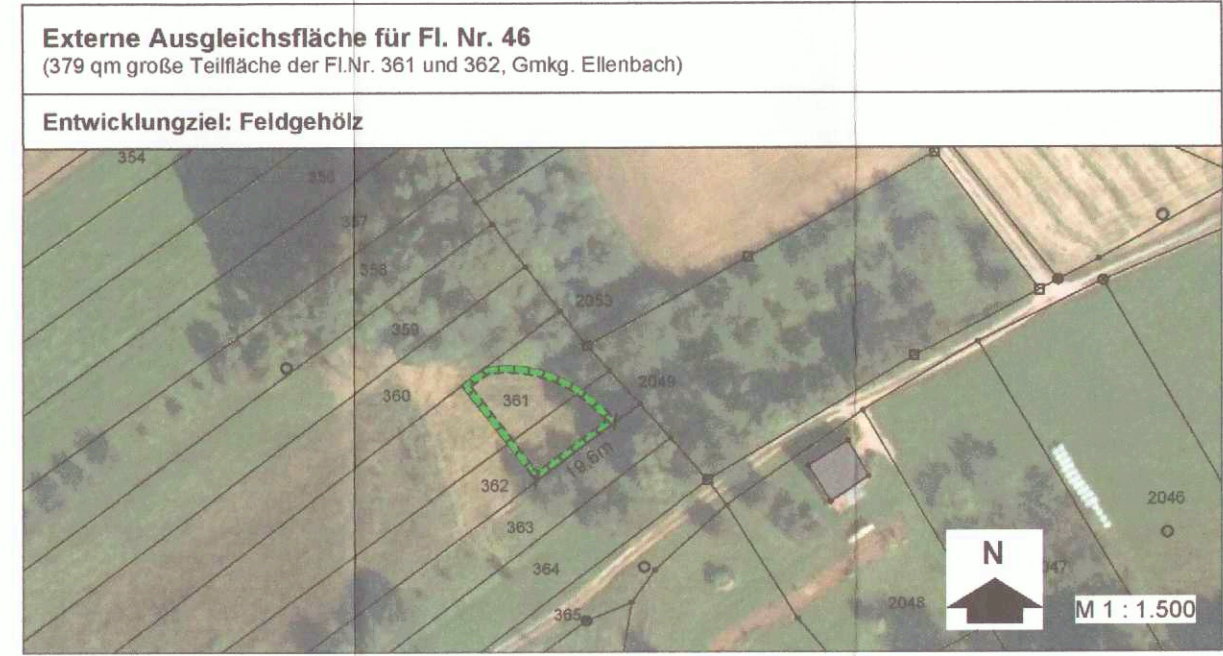 Externe Ausgleichsfläche für Fl. Nr. 46
(379 qm große Teilfläche der Fl.Nr. 361 und 362, Gmkg. Ellenbach)
Entwicklungziel: Feldgehölz
354
356
357
358
2053
359
2049
360
361
19,6m
362
2046
363
N
364
047
2048
M 1 : 1.500
365